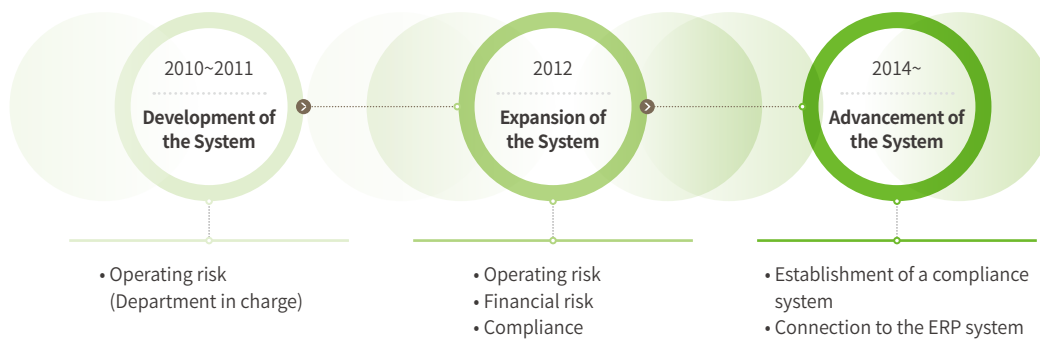 2010~2011
Development of
the System
• Operating risk
(Department in charge)
2012
Expansion of
the System
• Operating risk
• Financial risk
• Compliance
2014~
Advancement of
the System
• Establishment of a compliance
system
• Connection to the ERP system